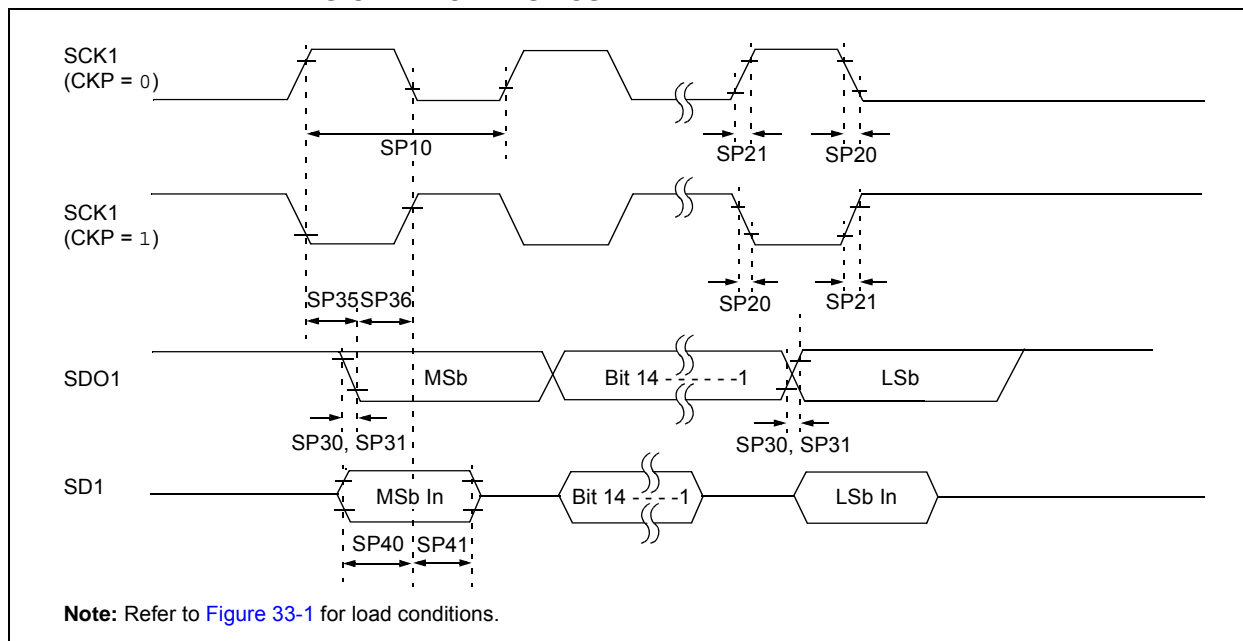 SCK1
(CKP = 0)
SP10
SP21
SP20
SCK1
(CKP = 1)
SP35
SP36
SP20
SP21
SDO1
MSb
Bit 14 - - - - - -1
LSb
SP30, SP31
SP30, SP31
SD1
MSb In
Bit 14 - - - -1
LSb In
SP40
SP41
Note: Refer to Figure 33-1 for load conditions.